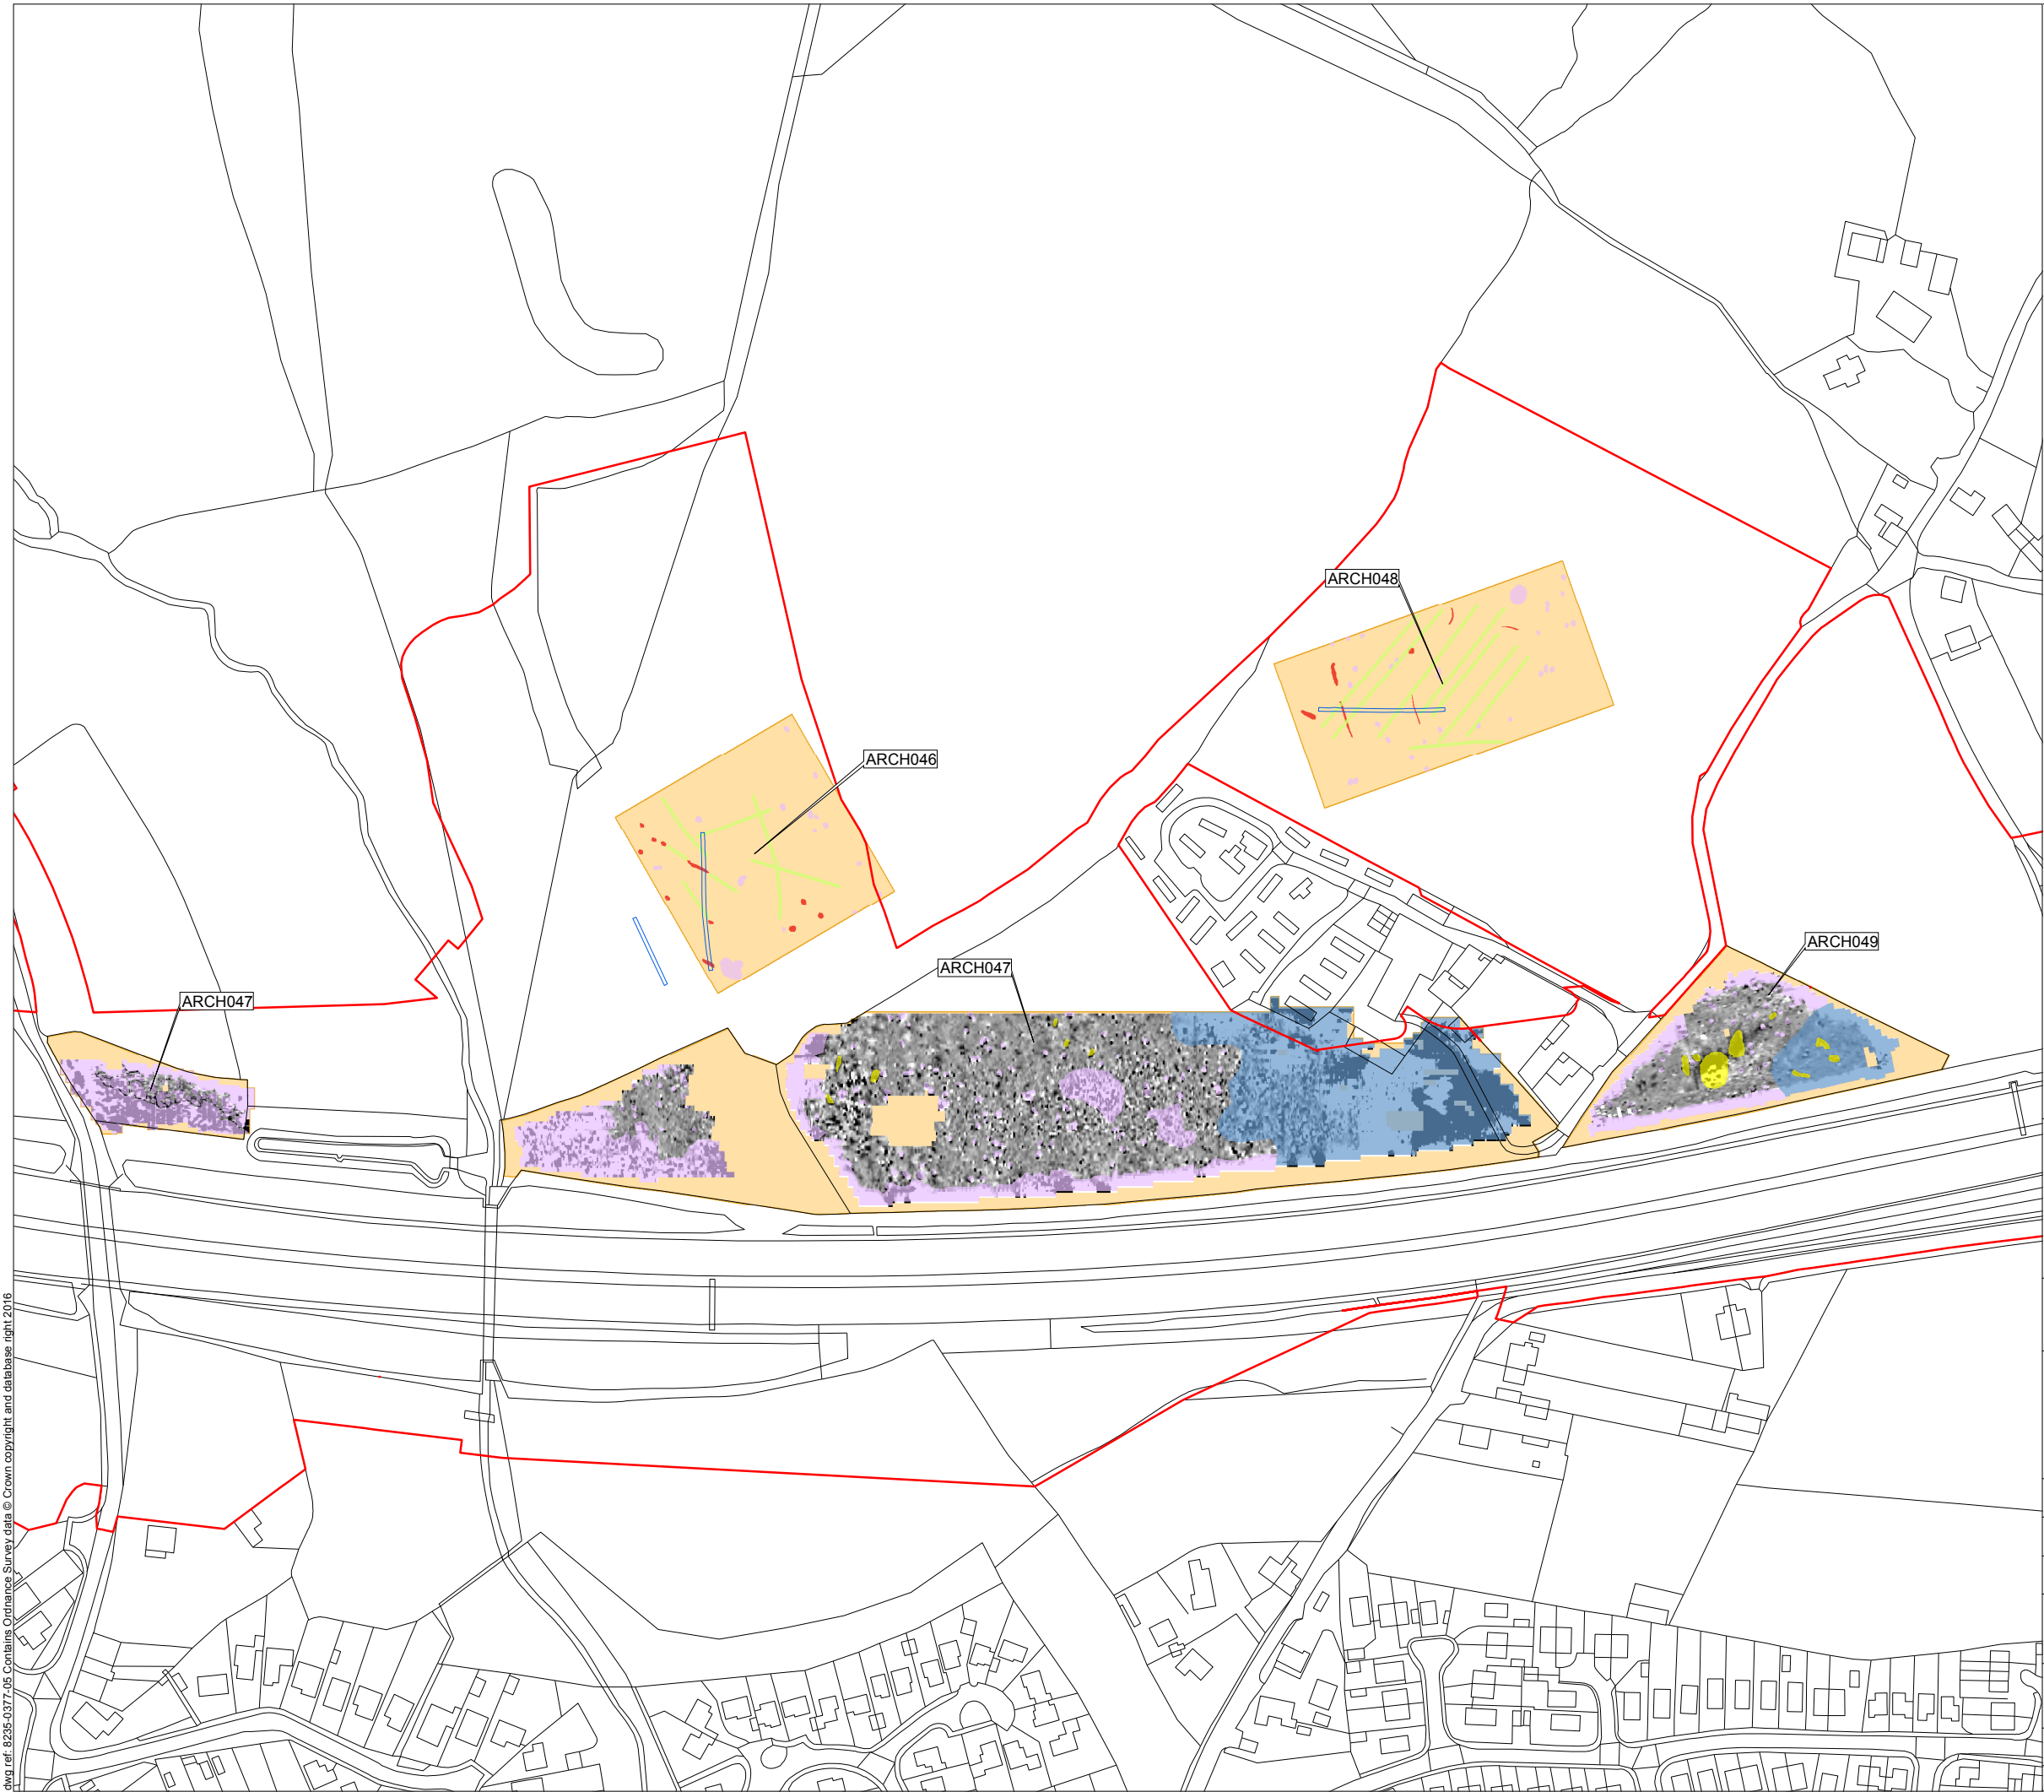 ARCH048
ARCH046
ARCH049
ARCH047
ARCH047
dwg ref: 8235-0377-05 Contains Ordnance Survey data © Crown copyright and database right 2016